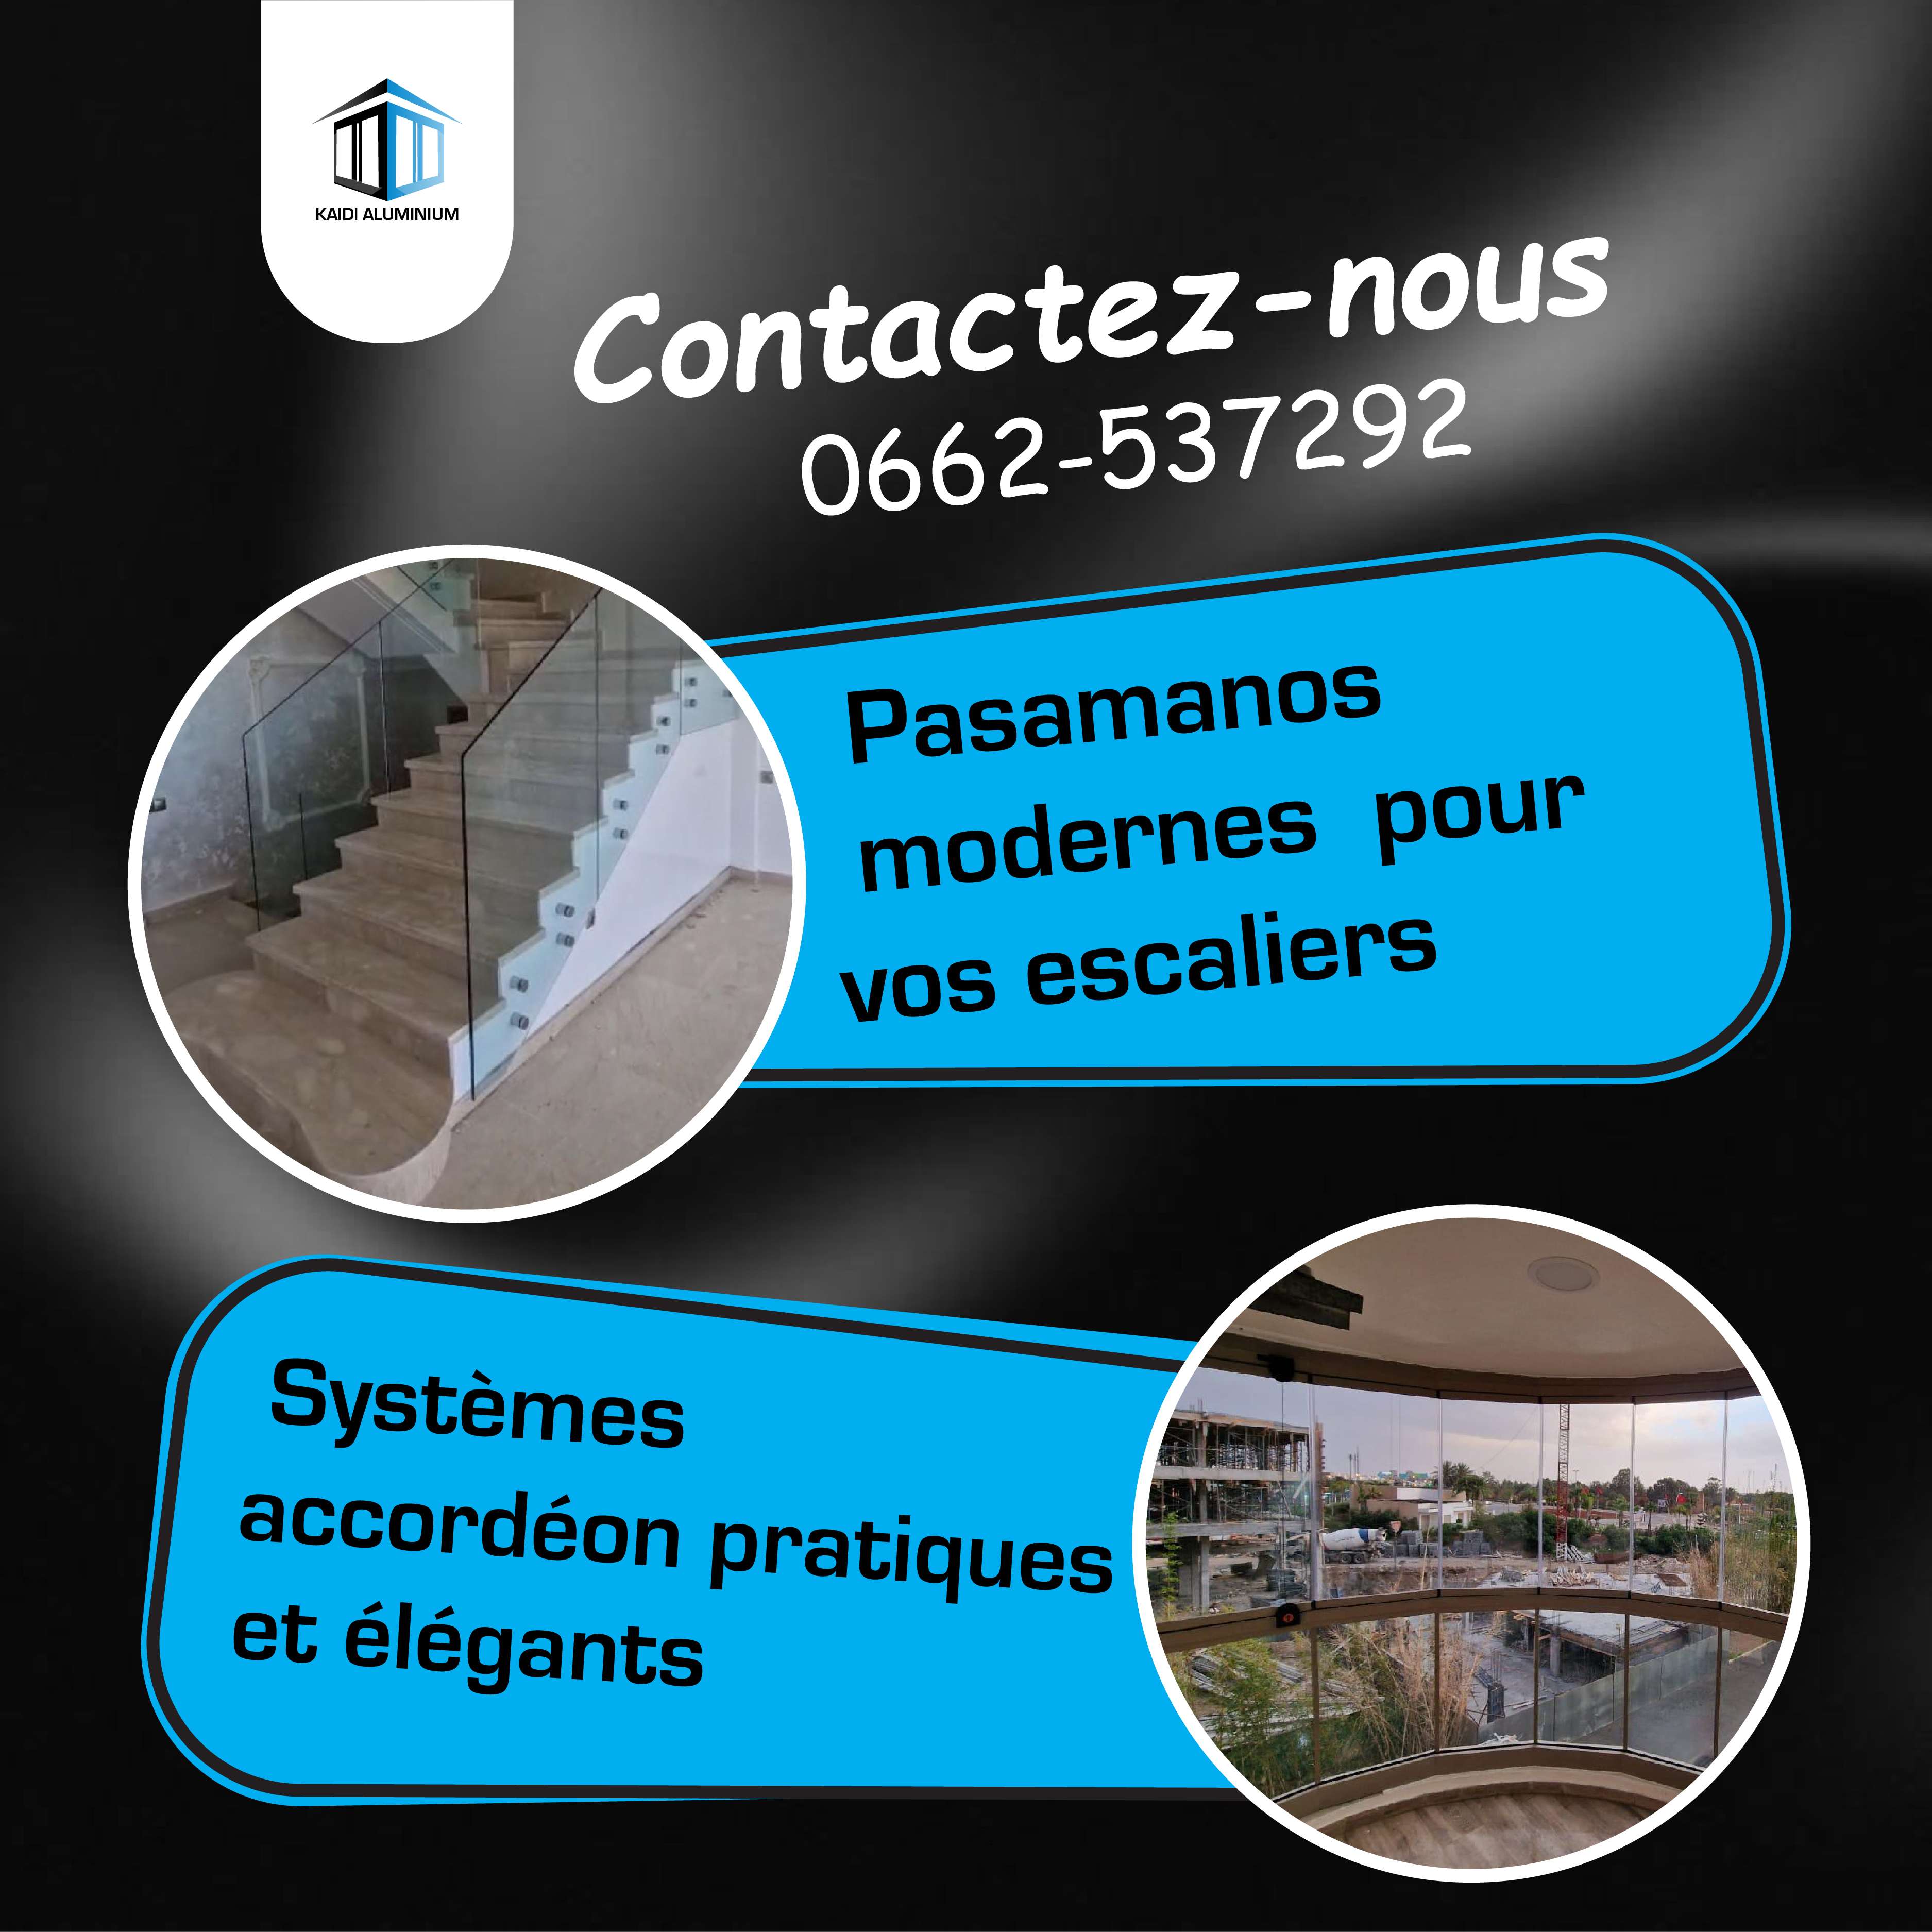 KAIDI ALUMINIUM
Contactez-nous
0662-537292
Pasamanos
modernes pour
vos escaliers
Systèmes
accordéon pratiques
et élégants